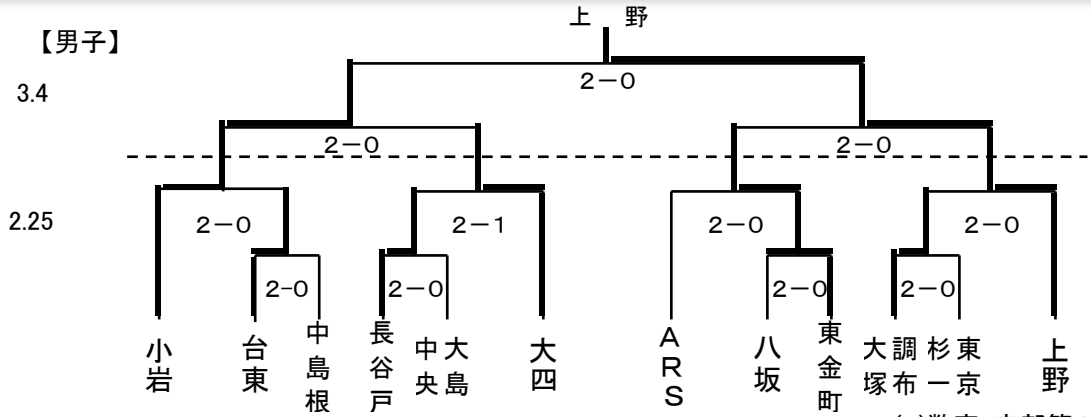 上 野
【男子】
2－0
3.4
2－0 2－0
2.25
2－0 2－1 2－0 2－0
2-0 2－0 2－0 2－0
小岩
台東
中島根
長谷戸
中央
大島
大四
ARS
八坂
東金町
大塚
調布
杉一
東京
上野